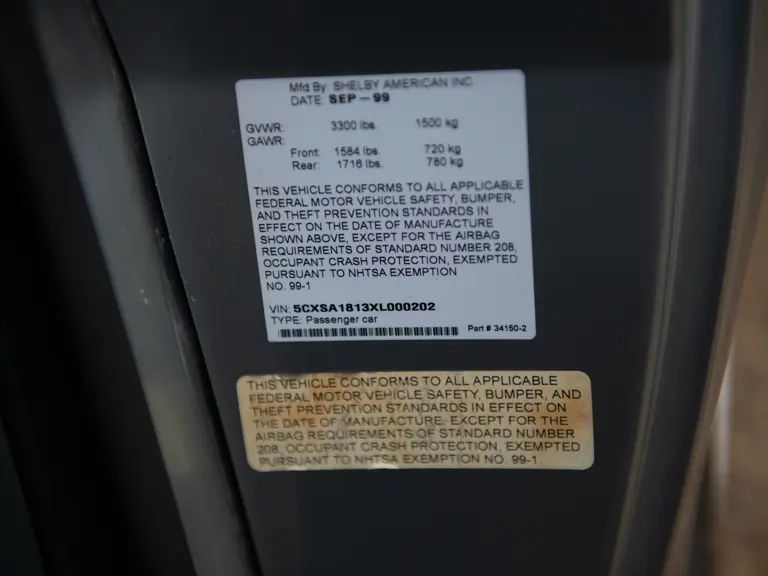 Mfd By SHELBY AMERICAN INC
DATE: SEP - 99
GVWR: 3300 lbs. 1500 kg
GAWR:
Front: 1584 lbs. 720 kg
Rear: 1716 lbs. 780 kg
THIS VEHICLE CONFORMS TO ALL APPLICABLE
FEDERAL MOTOR VEHICLE SAFETY, BUMPER,
AND THEFT PREVENTION STANDARDS IN
EFFECT ON THE DATE OF MANUFACTURE
SHOWN ABOVE, EXCEPT FOR THE AIRBAG
REQUIREMENTS OF STANDARD NUMBER 208,
OCCUPANT CRASH PROTECTION, EXEMPTED
PURSUANT TO NHTSA EXEMPTION
NO. 99-1
VIN: 5CXSA1813XL000202
TYPE: Passenger car
Part # 34150-2
THIS VEHICLE CONFORMS TO ALL APPLICABLE
FEDERAL MOTOR VEHICLE SAFETY, BUMPER, AND
THEFT PREVENTION STANDARDS IN EFFECT ON
THE DATE OF MANUFACTURE, EXCEPT FOR THE
AIRBAG REQUIREMENTS OF STANDARD NUMBER
208, OCCUPANT CRASH PROTECTION, EXEMPTED
PURSUANT TO NHTSA EXEMPTION NO. 99-1.